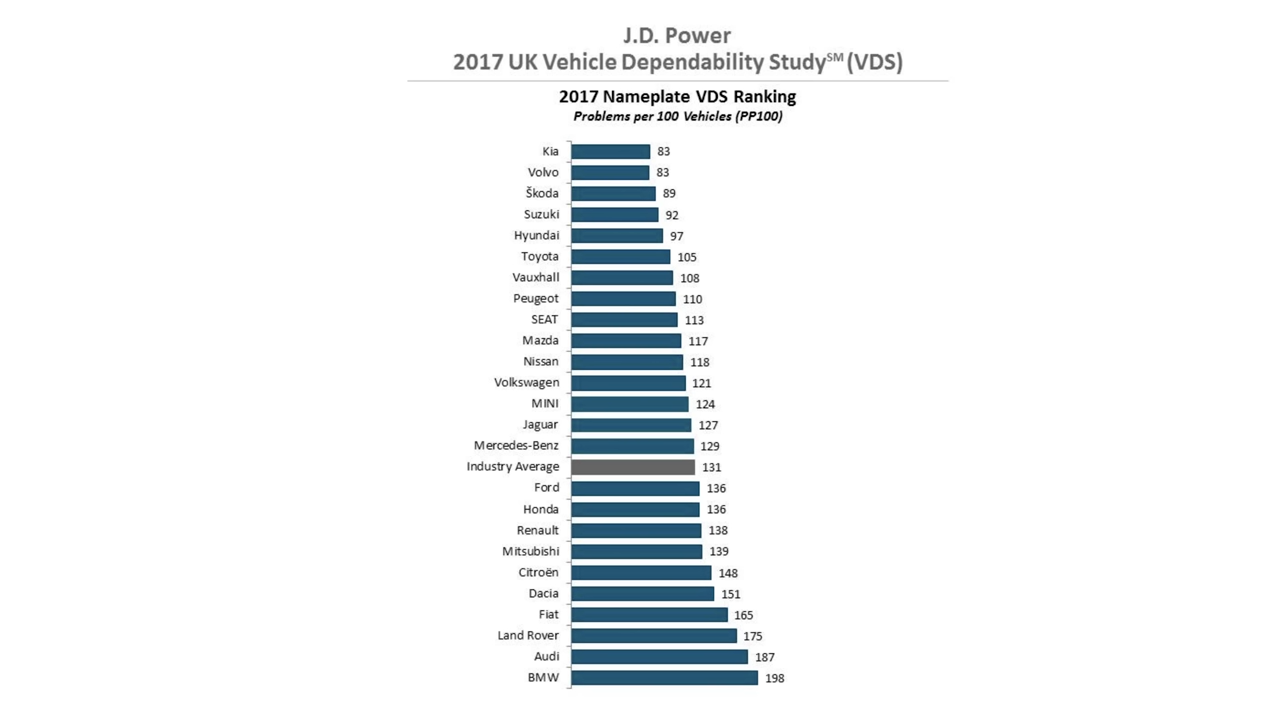 J.D. Power
2017 UK Vehicle Dependability Study℠ (VDS)
2017 Nameplate VDS Ranking
Problems per 100 Vehicles (PP100)
Kia 83
Volvo 83
Škoda 89
Suzuki 92
Hyundai 97
Toyota 105
Vauxhall 108
Peugeot 110
SEAT 113
Mazda 117
Nissan 118
Volkswagen 121
MINI 124
Jaguar 127
Mercedes-Benz 129
Industry Average 131
Ford 136
Honda 136
Renault 138
Mitsubishi 139
Citroën 148
Dacia 151
Fiat 165
Land Rover 175
Audi 187
BMW 198